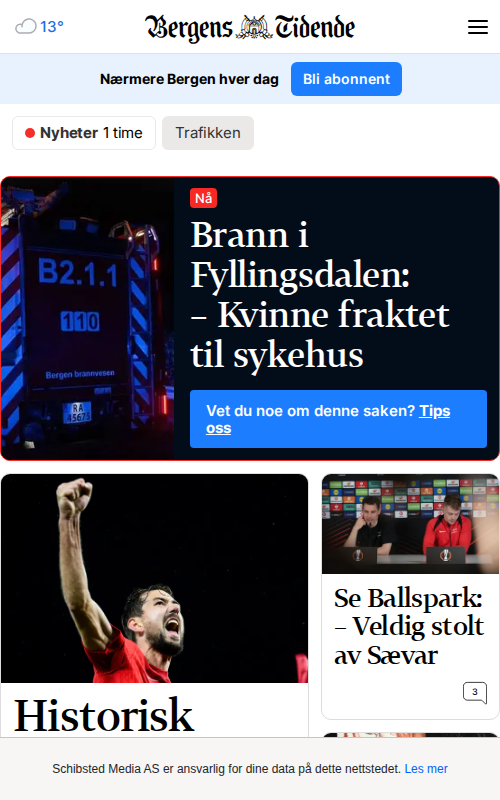 13°
Bergens Tidende
Nærmere Bergen hver dag
Bli abonnent
Nyheter 1 time
Trafikken
Nå
Brann i
Fyllingsdalen:
– Kvinne fraktet
til sykehus
B2.1.1
110
Bergen brannvesen
RA
45675
Vet du noe om denne saken? Tips
oss
Se Ballspark:
– Veldig stolt
av Sævar
3
Historisk
Schibsted Media AS er ansvarlig for dine data på dette nettstedet. Les mer